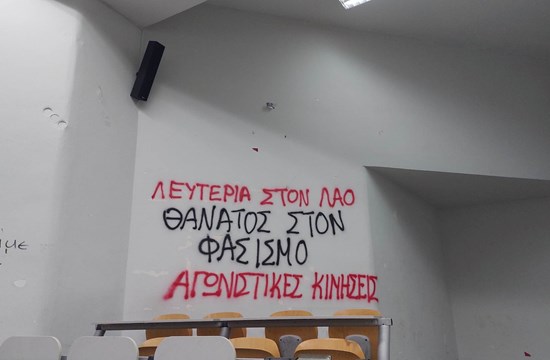 ΛΕΥΤΕΡΙΑ ΣΤΟΝ ΛΑΟ
ΘΑΝΑΤΟΣ ΣΤΟΝ
ΦΑΣΙΣΜΟ
ΑΓΩΝΙΣΤΙΚΕΣ ΚΙΝΗΣΕΙΣ